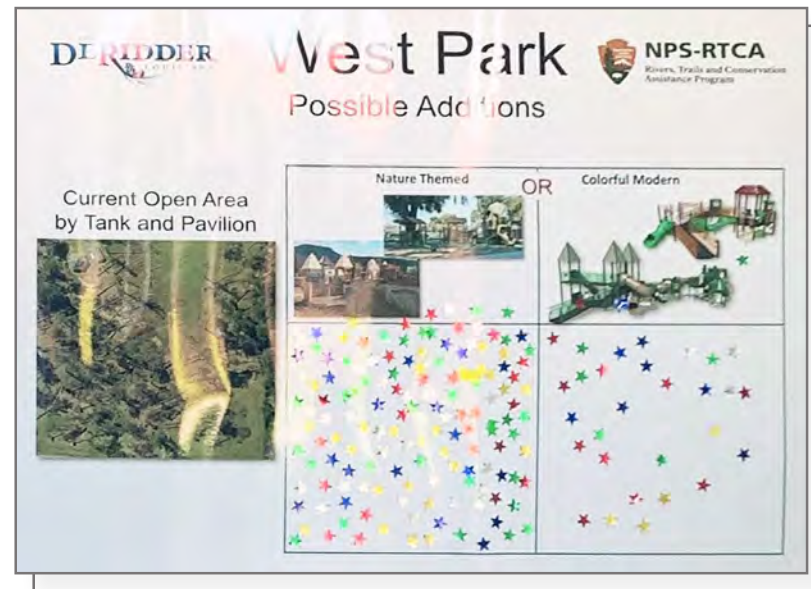 DERIDDER
LOUISIANA
West Park
Possible Additions
NPS-RTCA
Rivers, Trails and Conservation
Assistance Program
Current Open Area
by Tank and Pavilion
Nature Themed
OR
Colorful Modern